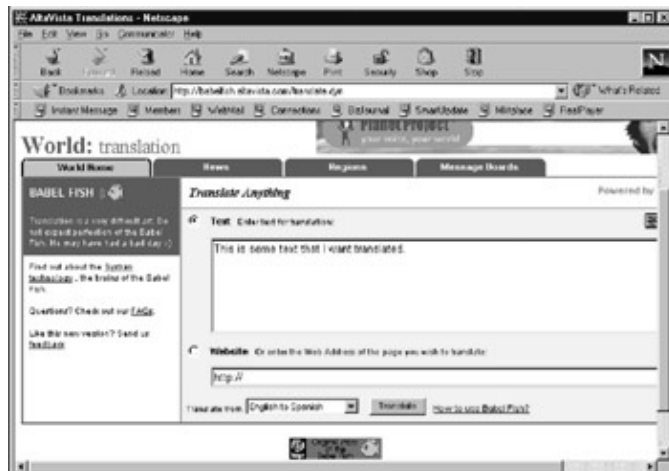 AltaVista Translations - Netscape
File Edit View Go Communicator Help
Back Forward Reload Home Search Netscape Print Security Shop Stop
Bookmarks Location: http://babelfish.altavista.com/translate.dyn What's Related
Instant Message Members WebMail Connections BizJournal SmartUpdate Mktplace RealPlayer
PlanetProject
your voice, your world
World: translation
World Home News Regions Message Boards
BABEL FISH
Translation is a very difficult art. Do
not expect perfection of the Babel
Fish. He may have had a bad day :-)
Find out about the System
technology, the brains of the Babel
Fish.
Questions? Check out our FAQs.
Like this new version? Send us
feedback
Translate Anything Powered by
Text Enter text for translation:
This is some text that I want translated.
Website Or enter the Web Address of the page you wish to translate:
http://
Translate from English to Spanish Translate How to use Babel Fish?